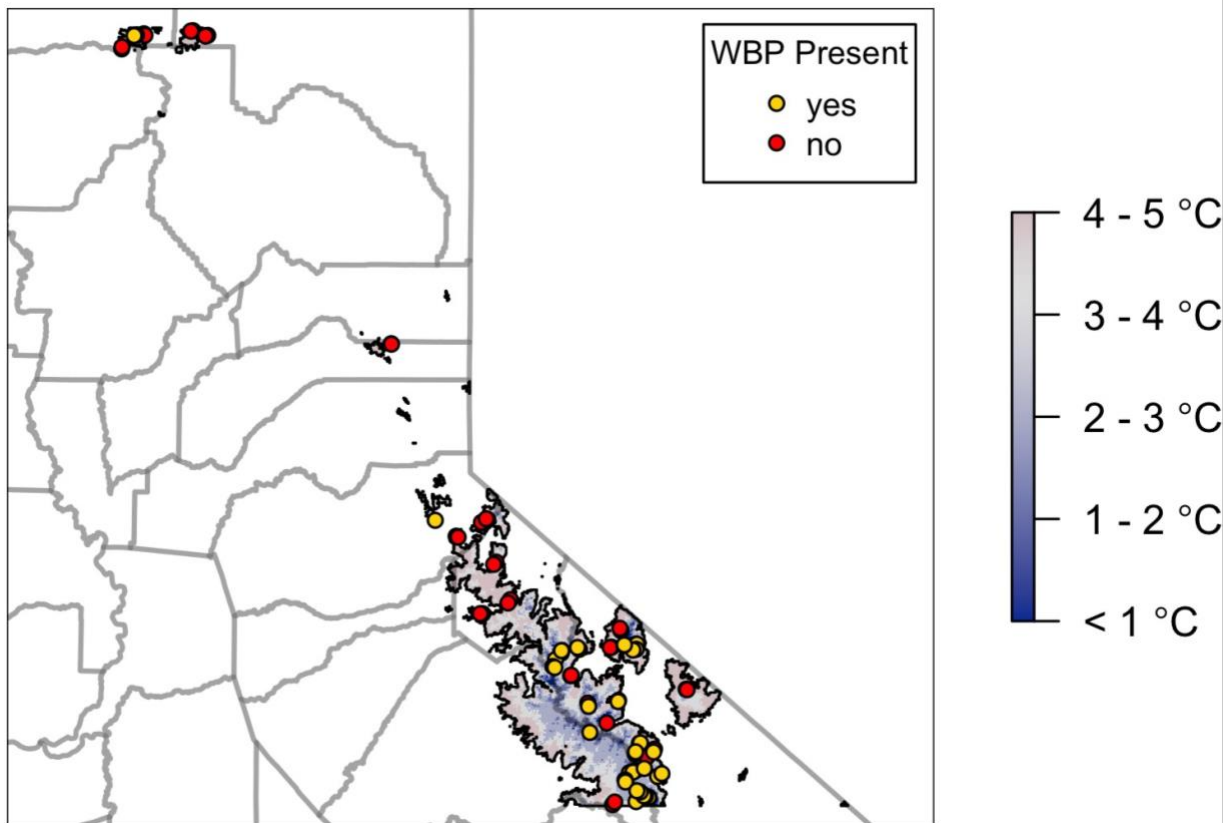 WBP Present
yes
no
4 - 5 °C
3 - 4 °C
2 - 3 °C
1 - 2 °C
< 1 °C